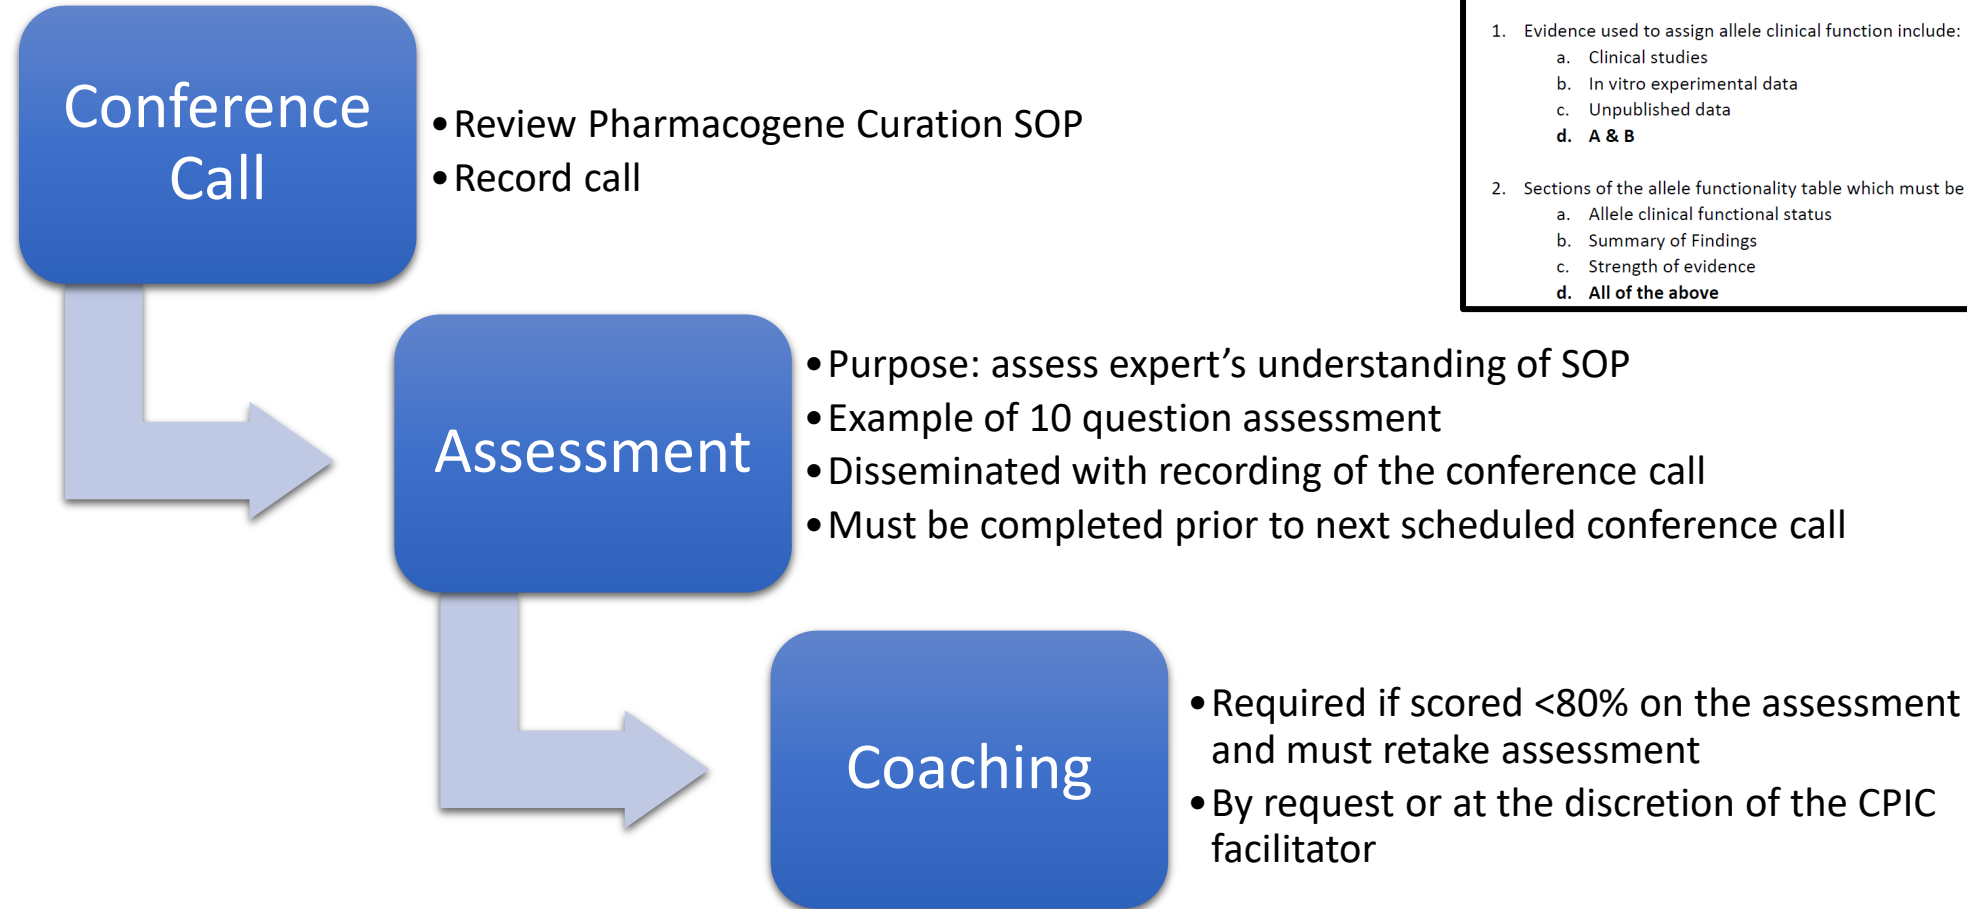 Conference
Call
•Review Pharmacogene Curation SOP
•Record call
1. Evidence used to assign allele clinical function include:
a. Clinical studies
b. In vitro experimental data
c. Unpublished data
d. A & B
2. Sections of the allele functionality table which must be
a. Allele clinical functional status
b. Summary of Findings
c. Strength of evidence
d. All of the above
Assessment
•Purpose: assess expert’s understanding of SOP
•Example of 10 question assessment
•Disseminated with recording of the conference call
•Must be completed prior to next scheduled conference call
Coaching
•Required if scored <80% on the assessment
and must retake assessment
•By request or at the discretion of the CPIC
facilitator